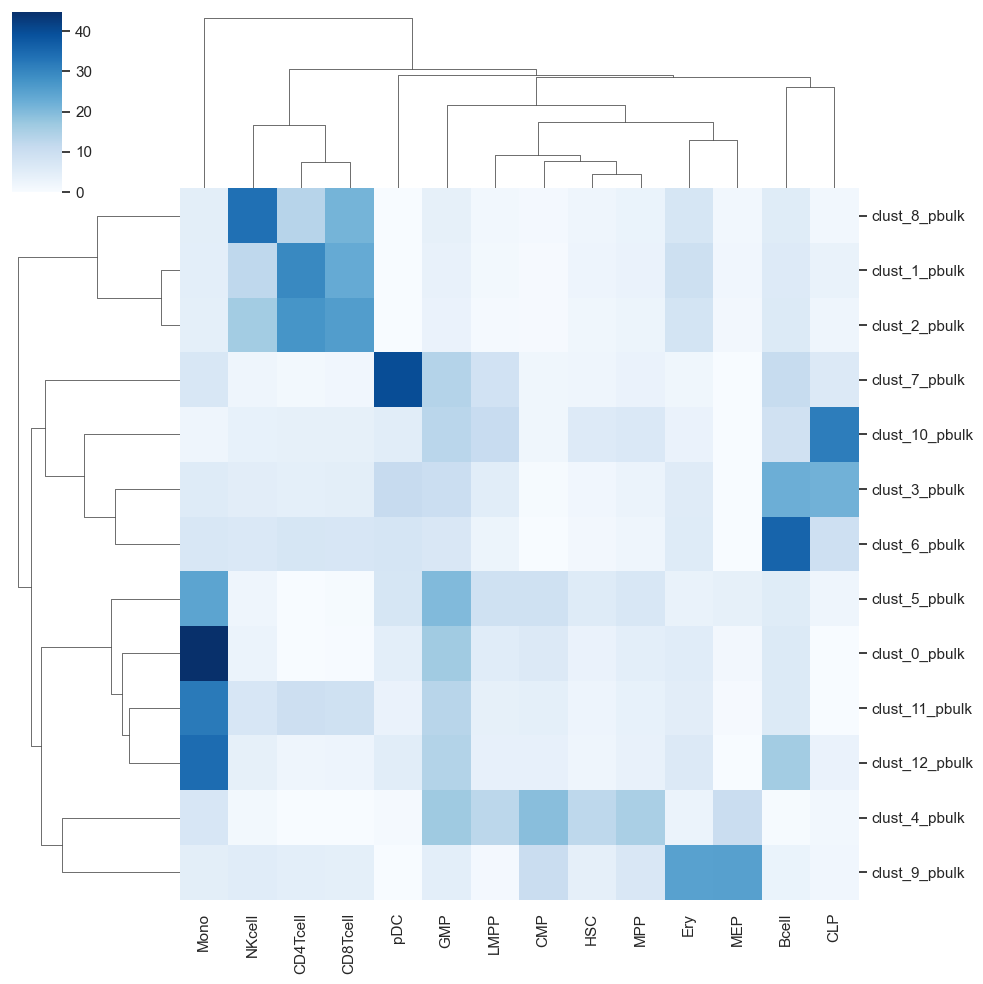 40
30
20
10
0
clust_8_pbulk
clust_1_pbulk
clust_2_pbulk
clust_7_pbulk
clust_10_pbulk
clust_3_pbulk
clust_6_pbulk
clust_5_pbulk
clust_0_pbulk
clust_11_pbulk
clust_12_pbulk
clust_4_pbulk
clust_9_pbulk
Mono
NKcell
CD4Tcell
CD8Tcell
pDC
GMP
LMPP
CMP
HSC
MPP
Ery
MEP
Bcell
CLP